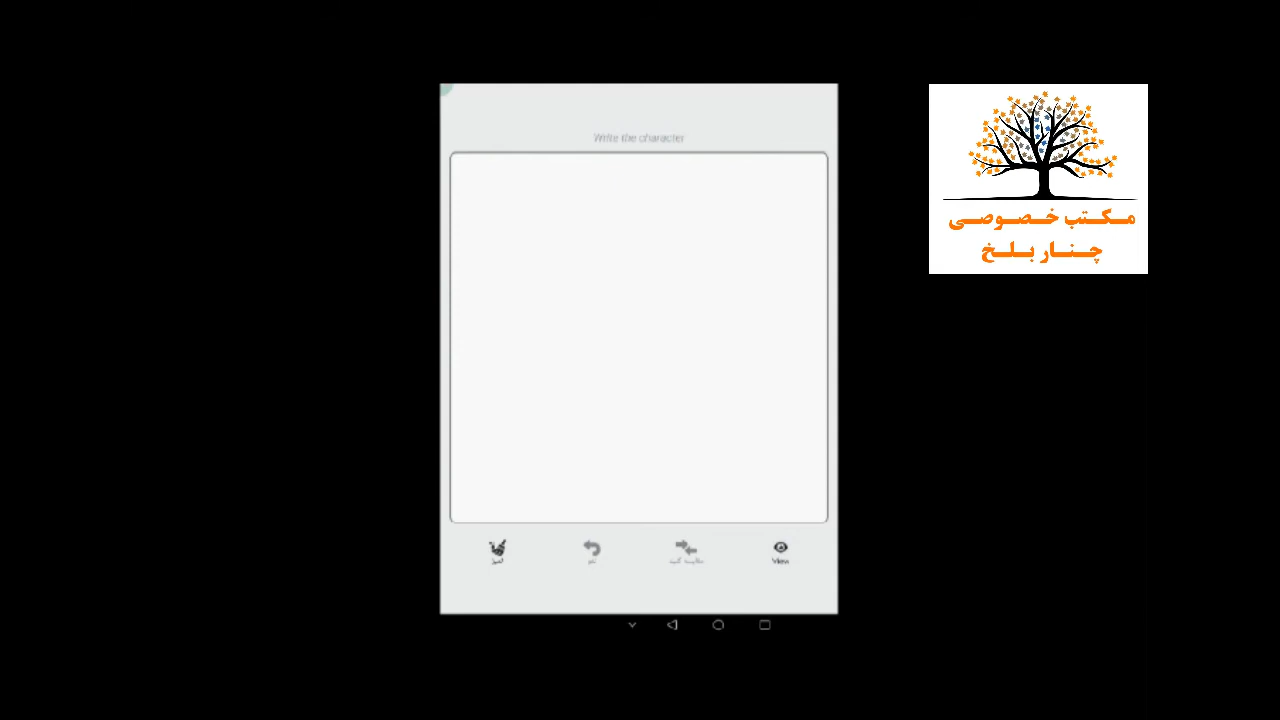 Write the character
مکتب خصوصی
چنار بلخ
View